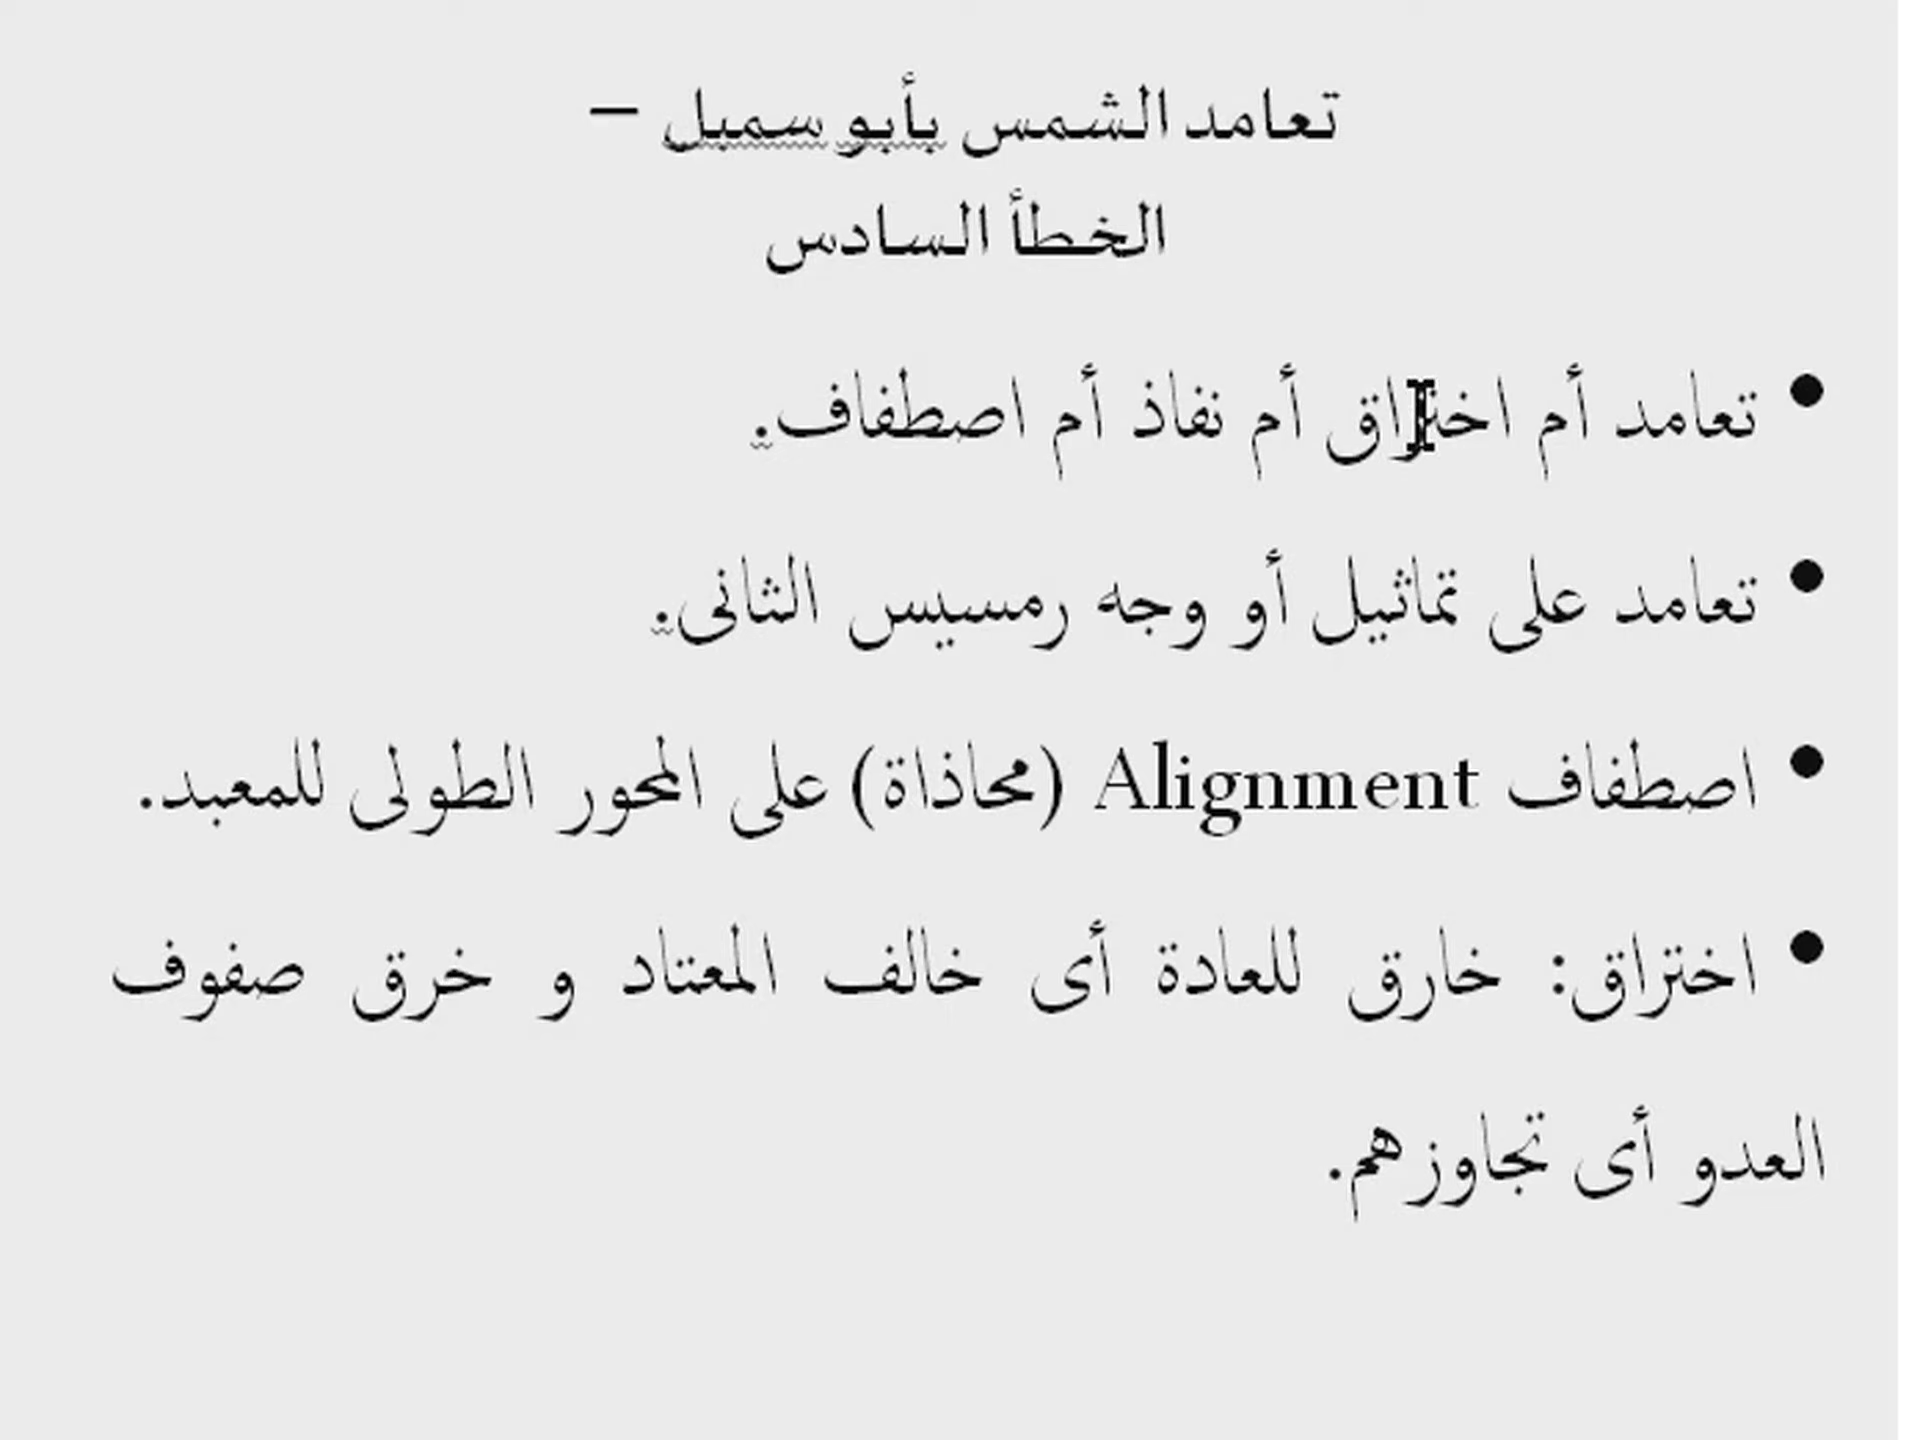 تعامد الشمس بأبو سمبل –
الخطأ السادس
• تعامد أم اختراق أم نفاذ أم اصطفاف.
• تعامد على تماثيل أو وجه رمسيس الثانى.
• اصطفاف Alignment (محاذاة) على المحور الطولى للمعبد.
• اختراق: خارق للعادة أى خالف المعتاد و خرق صفوف
العدو أى تجاوزهم.